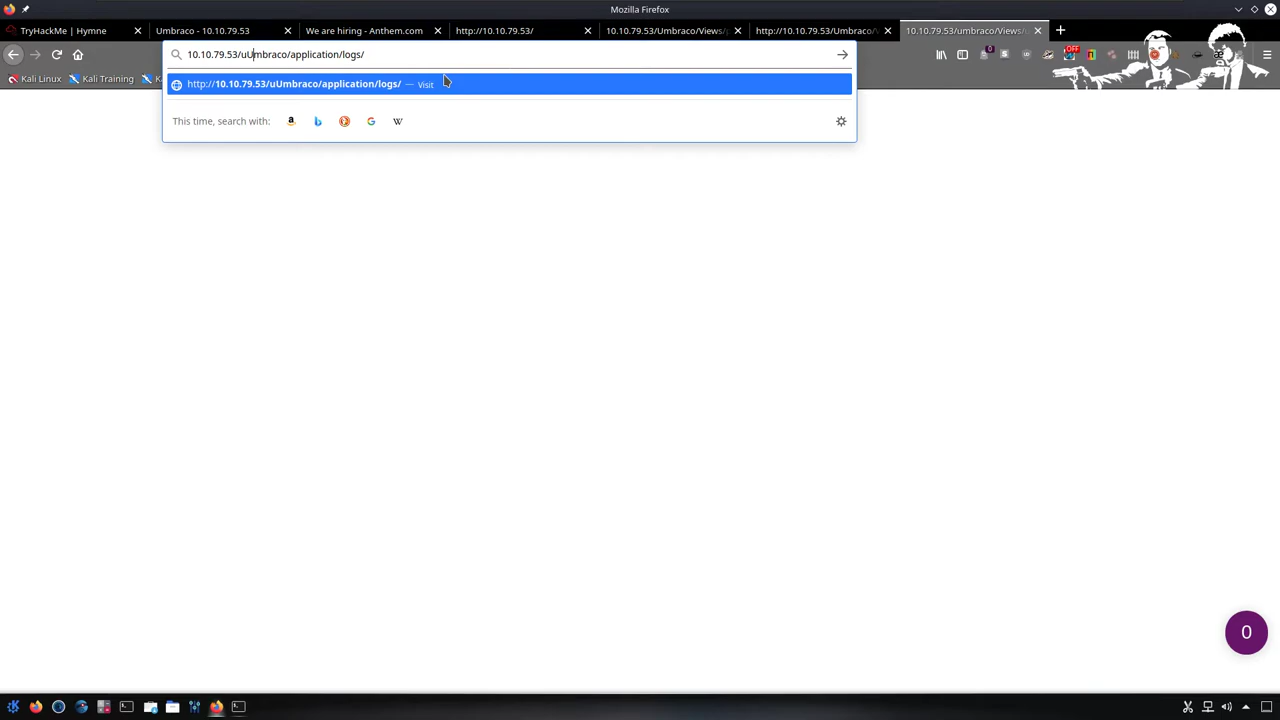 Mozilla Firefox
TryHackMe | Hymne
Umbraco - 10.10.79.53
We are hiring - Anthem.com
http://10.10.79.53/
10.10.79.53/Umbraco/Views/
http://10.10.79.53/Umbraco/V
10.10.79.53/umbraco/Views/
10.10.79.53/uUmbraco/application/logs/
Kali Linux
Kali Training
http://10.10.79.53/uUmbraco/application/logs/ — Visit
This time, search with:
0
OFF
0